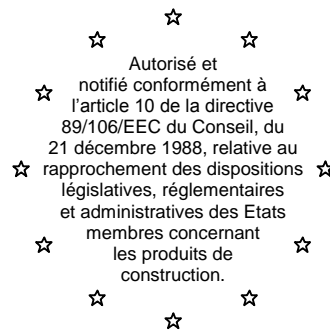 Autorisé et
notifié conformément à
l'article 10 de la directive
89/106/EEC du Conseil, du
21 décembre 1988, relative au
rapprochement des dispositions
législatives, réglementaires
et administratives des Etats
membres concernant
les produits de
construction.